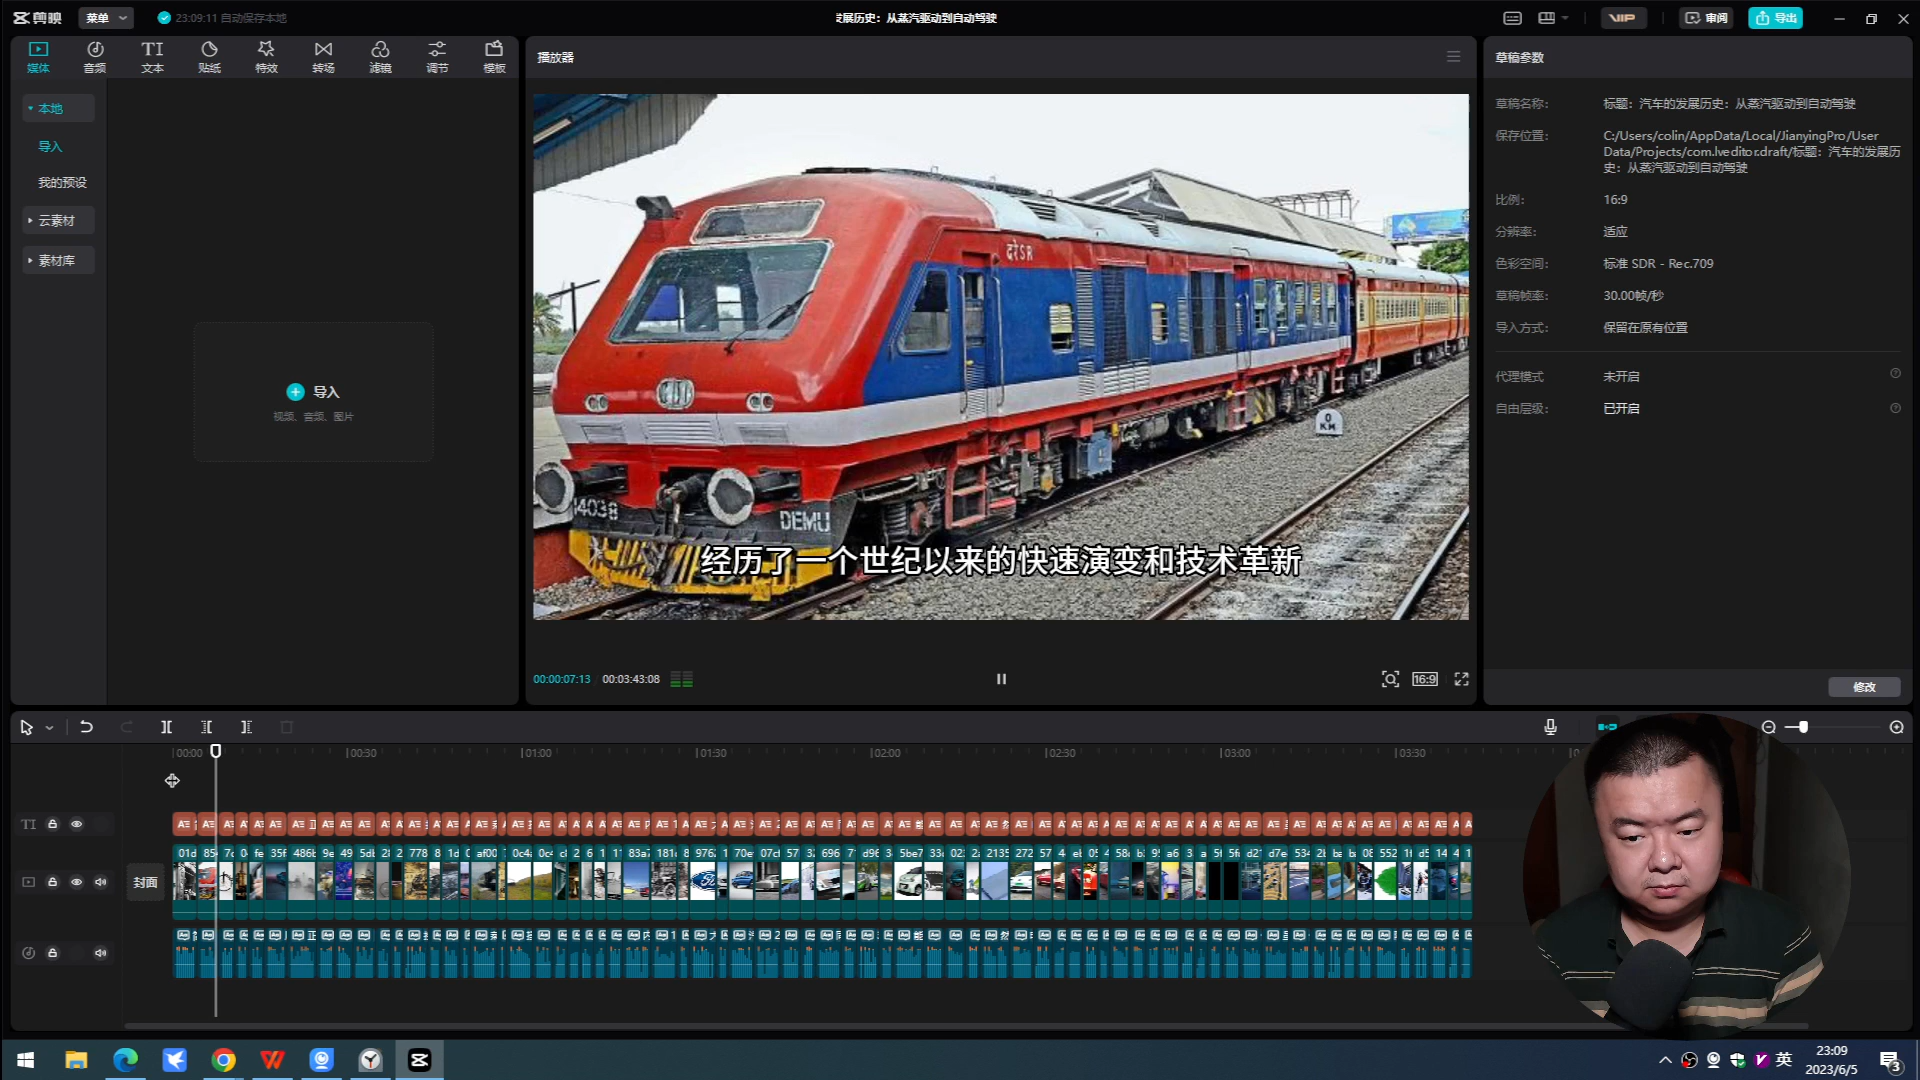 剪映
菜单
23:09:11 自动保存本地
发展历史：从蒸汽驱动到自动驾驶
VIP
审阅
导出
媒体
音频
TI
文本
贴纸
特效
转场
滤镜
调节
模板
本地
导入
我的预设
云素材
素材库
导入
视频、音频、图片
播放器
दरेSR
0
KM
14038
DEMU
经历了一个世纪以来的快速演变和技术革新
00:00:07:13
00:03:43:08
16:9
草稿参数
草稿名称：
标题：汽车的发展历史：从蒸汽驱动到自动驾驶
保存位置：
C:/Users/colin/AppData/Local/JianyingPro/User
Data/Projects/com.lveditor.draft/标题：汽车的发展历
史：从蒸汽驱动到自动驾驶
比例：
16:9
分辨率：
适应
色彩空间：
标准 SDR - Rec.709
草稿帧率：
30.00帧/秒
导入方式：
保留在原有位置
代理模式
未开启
自由层级：
已开启
修改
00:00
00:30
01:00
01:30
02:00
02:30
03:00
03:30
TI
封面
英
23:09
2023/6/5
3